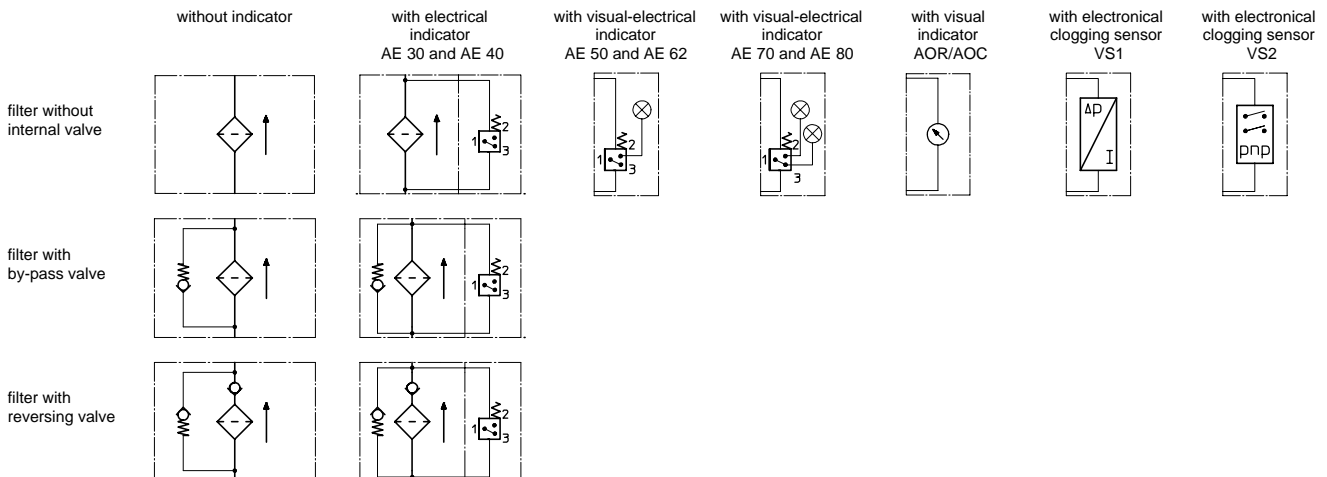 without indicator
with electrical
indicator
AE 30 and AE 40
with visual-electrical
indicator
AE 50 and AE 62
with visual-electrical
indicator
AE 70 and AE 80
with visual
indicator
AOR/AOC
with electronical
clogging sensor
VS1
with electronical
clogging sensor
VS2
filter without
internal valve
1 2
3
1 2
3
1 2
3
Δp
I
pnp
filter with
by-pass valve
1 2
3
filter with
reversing valve
1 2
3